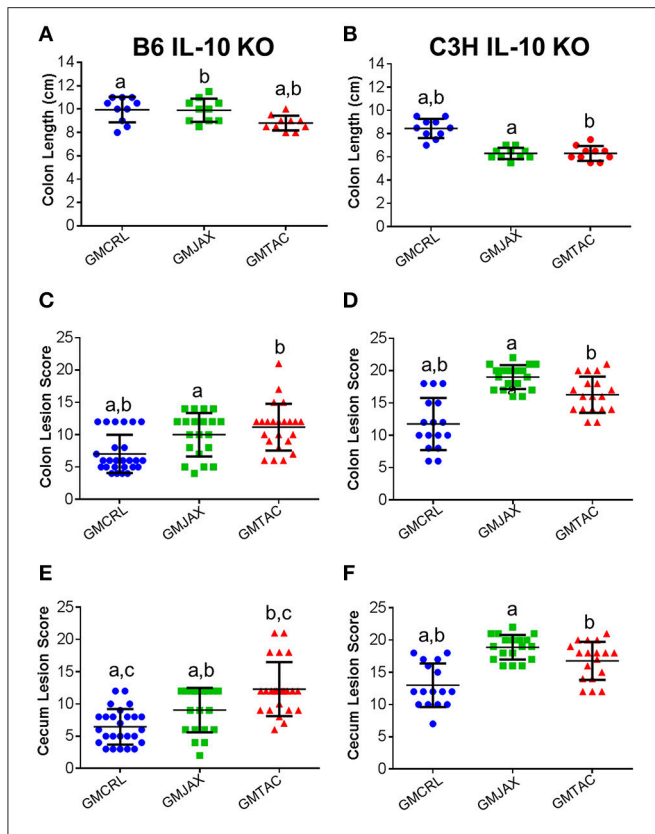 A
B6 IL-10 KO
Colon Length (cm)
14
12
10
8
6
4
2
0
a
b
a,b
GMCRL
GMJAX
GMTAC
B
C3H IL-10 KO
Colon Length (cm)
14
12
10
8
6
4
2
0
a,b
a
b
GMCRL
GMJAX
GMTAC
C
Colon Lesion Score
25
20
15
10
5
0
a,b
a
b
GMCRL
GMJAX
GMTAC
D
Colon Lesion Score
25
20
15
10
5
0
a,b
a
b
GMCRL
GMJAX
GMTAC
E
Cecum Lesion Score
25
20
15
10
5
0
a,c
a,b
b,c
GMCRL
GMJAX
GMTAC
F
Cecum Lesion Score
25
20
15
10
5
0
a,b
a
b
GMCRL
GMJAX
GMTAC